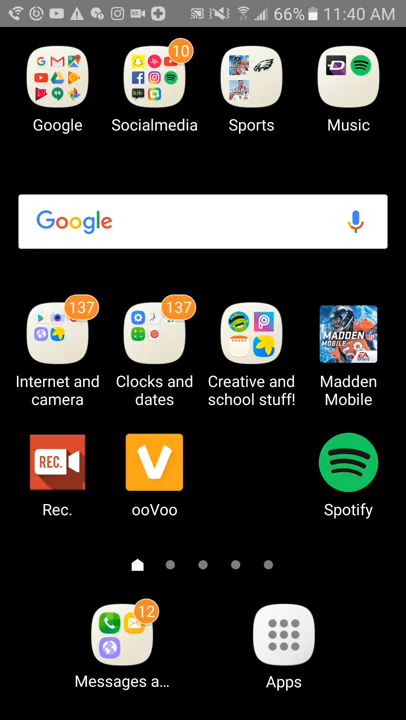 66% 11:40 AM
10
Google
Socialmedia
Sports
Music
Google
137
137
MADDEN
MOBILE
Internet and
camera
Clocks and
dates
Creative and
school stuff!
Madden
Mobile
REC.
Rec.
ooVoo
Spotify
12
Messages a...
Apps